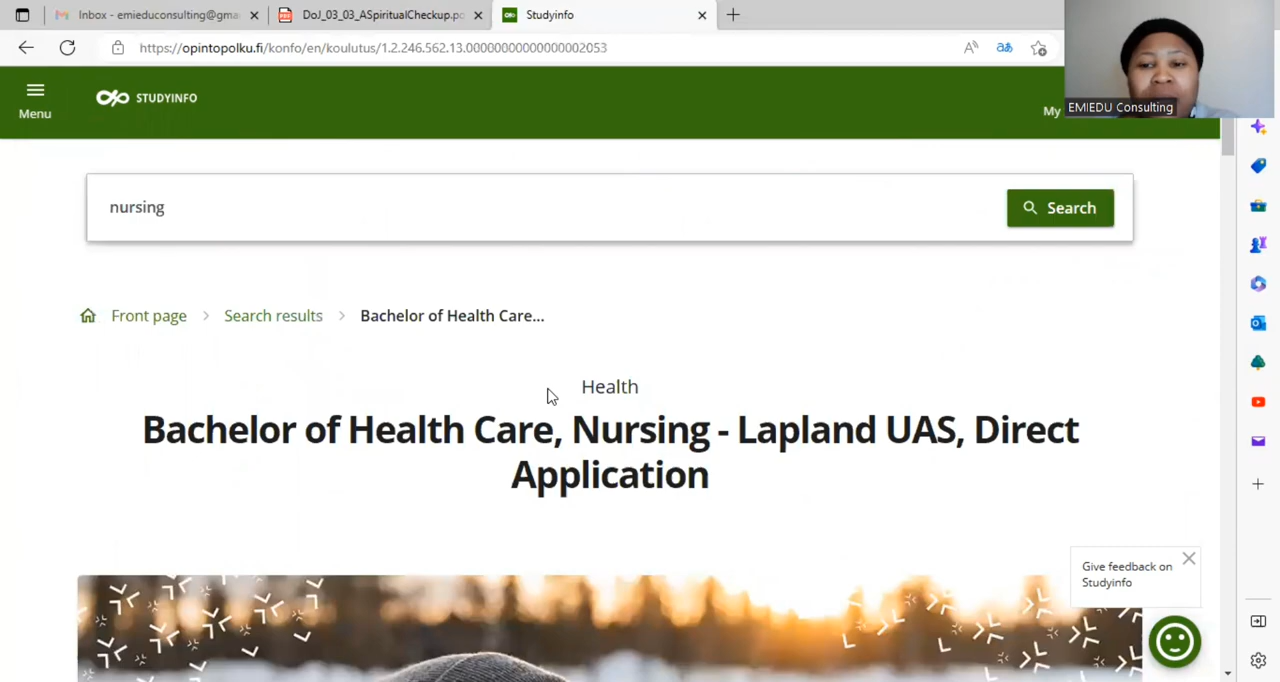 Inbox - emieduconsulting@gma
DoJ_03_03_ASpiritualCheckup.po
Studyinfo
https://opintopolku.fi/konfo/en/koulutus/1.2.246.562.13.00000000000000002053
EMIEDU Consulting
Menu
STUDYINFO
My
nursing
Search
Front page
Search results
Bachelor of Health Care...
Health
Bachelor of Health Care, Nursing - Lapland UAS, Direct
Application
Give feedback on
Studyinfo